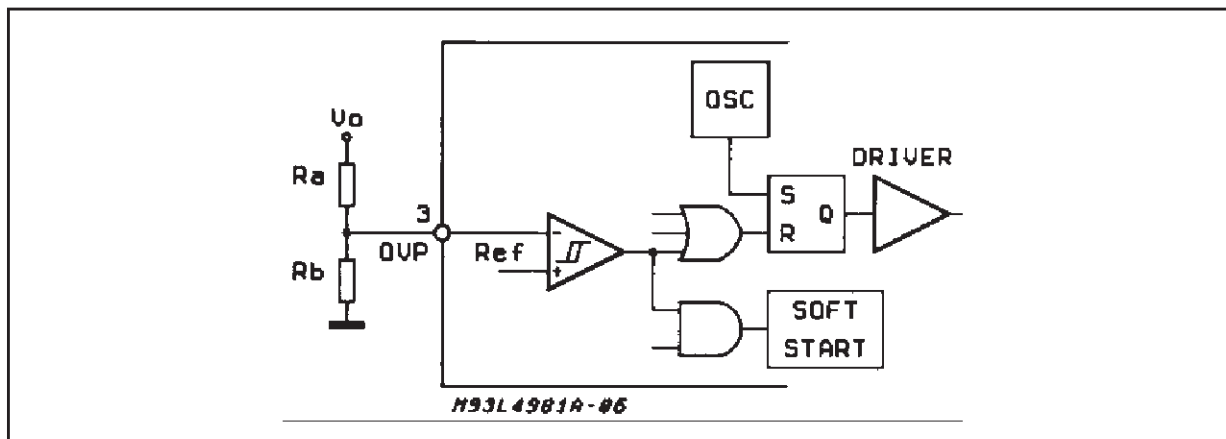 OSC
Vo
DRIVER
Ra
S
Q
R
3
OVP
Ref
-
+
Rb
SOFT
START
M93L4981A-06